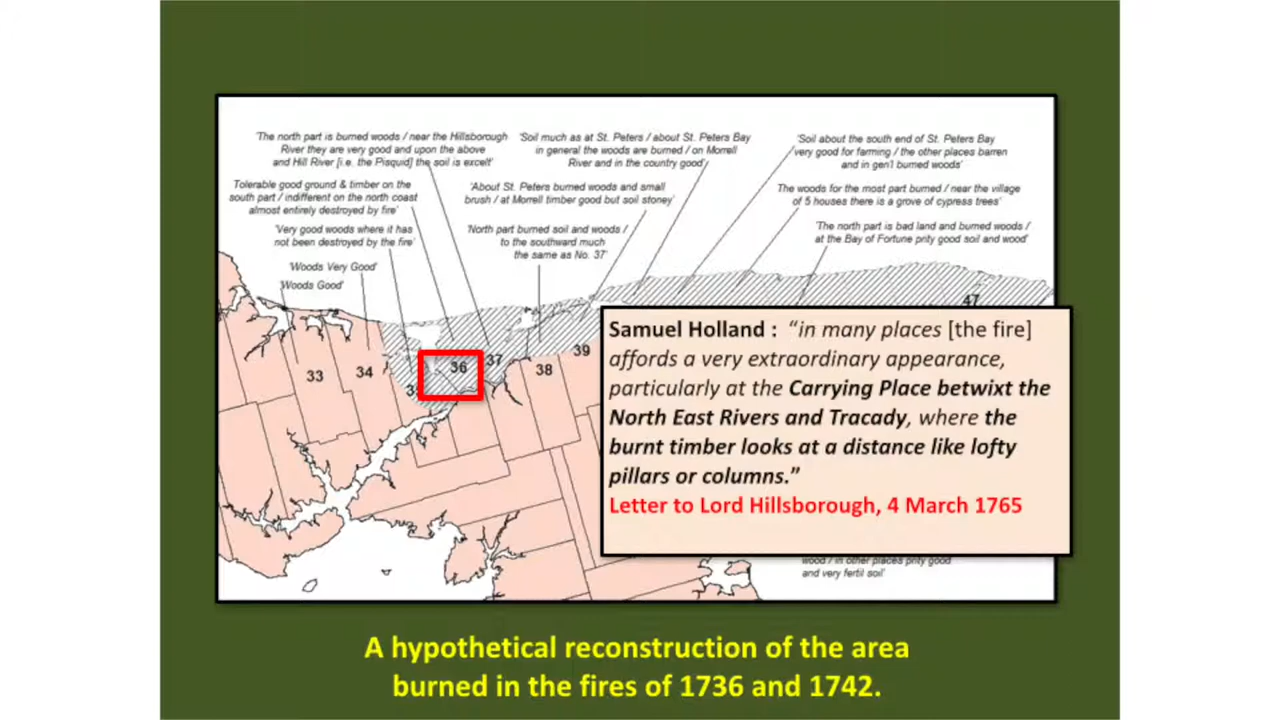 'The north part is burned woods / near the Hillsborough
River they are very good and upon the above
and Hill River [i.e. the Pisquid] the soil is excelt'
'Soil much as at St. Peters / about St. Peters Bay
in general the woods are burned / on Morrell
River and in the country good'
'Soil about the south end of St. Peters Bay
very good for farming / the other places barren
and in gen'l burned woods'
Tolerable good ground & timber on the
south part / indifferent on the north coast
almost entirely destroyed by fire'
'About St. Peters burned woods and small
brush / at Morrell timber good but soil stoney'
The woods for the most part burned / near the village
of 5 houses there is a grove of cypress trees'
'Very good woods where it has
not been destroyed by the fire'
'North part burned soil and woods /
to the southward much
the same as No. 37'
'The north part is bad land and burned woods /
at the Bay of Fortune prity good soil and wood'
'Woods Very Good'
'Woods Good'
47
33
34
36
37
38
39
Samuel Holland : “in many places [the fire]
affords a very extraordinary appearance,
particularly at the Carrying Place betwixt the
North East Rivers and Tracady, where the
burnt timber looks at a distance like lofty
pillars or columns.”
Letter to Lord Hillsborough, 4 March 1765
wood / in other places prity good
and very fertil soil'
A hypothetical reconstruction of the area
burned in the fires of 1736 and 1742.